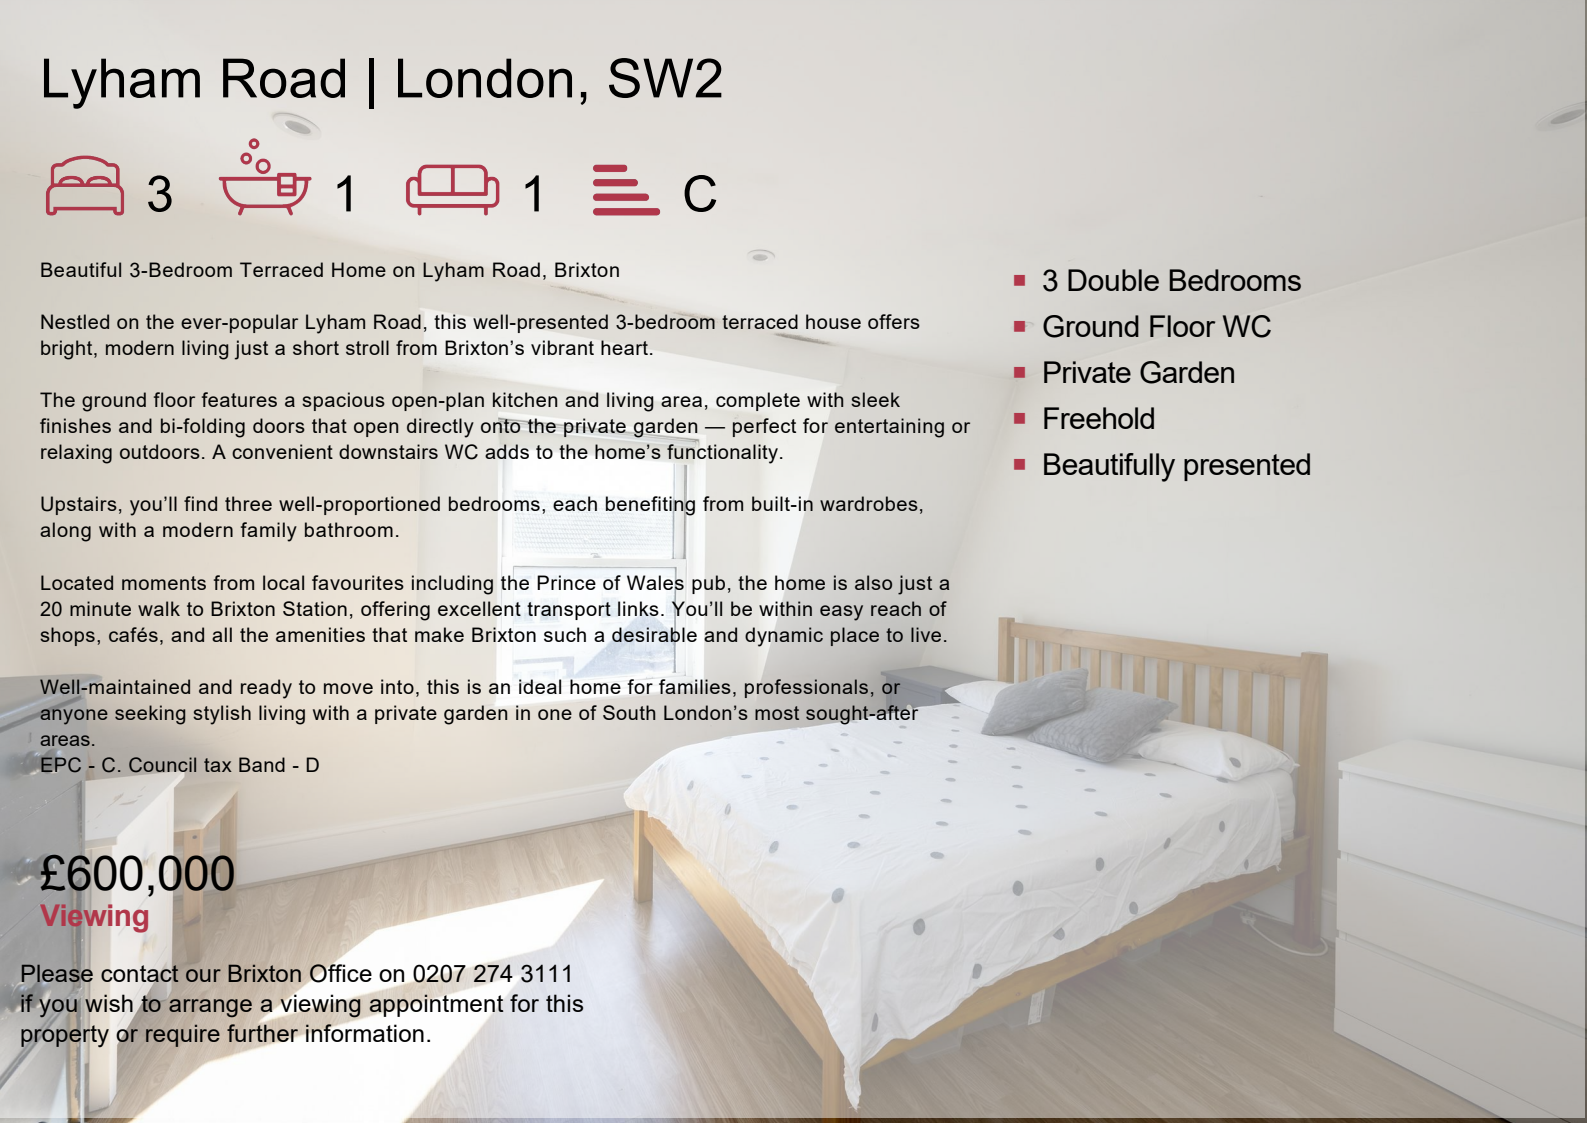 Lyham Road | London, SW2
3 1 1 C
Beautiful 3-Bedroom Terraced Home on Lyham Road, Brixton
Nestled on the ever-popular Lyham Road, this well-presented 3-bedroom terraced house offers
bright, modern living just a short stroll from Brixton’s vibrant heart.
The ground floor features a spacious open-plan kitchen and living area, complete with sleek
finishes and bi-folding doors that open directly onto the private garden — perfect for entertaining or
relaxing outdoors. A convenient downstairs WC adds to the home’s functionality.
Upstairs, you’ll find three well-proportioned bedrooms, each benefiting from built-in wardrobes,
along with a modern family bathroom.
Located moments from local favourites including the Prince of Wales pub, the home is also just a
20 minute walk to Brixton Station, offering excellent transport links. You’ll be within easy reach of
shops, cafés, and all the amenities that make Brixton such a desirable and dynamic place to live.
Well-maintained and ready to move into, this is an ideal home for families, professionals, or
anyone seeking stylish living with a private garden in one of South London’s most sought-after
areas.
EPC - C. Council tax Band - D
3 Double Bedrooms
Ground Floor WC
Private Garden
Freehold
Beautifully presented
£600,000
Viewing
Please contact our Brixton Office on 0207 274 3111
if you wish to arrange a viewing appointment for this
property or require further information.